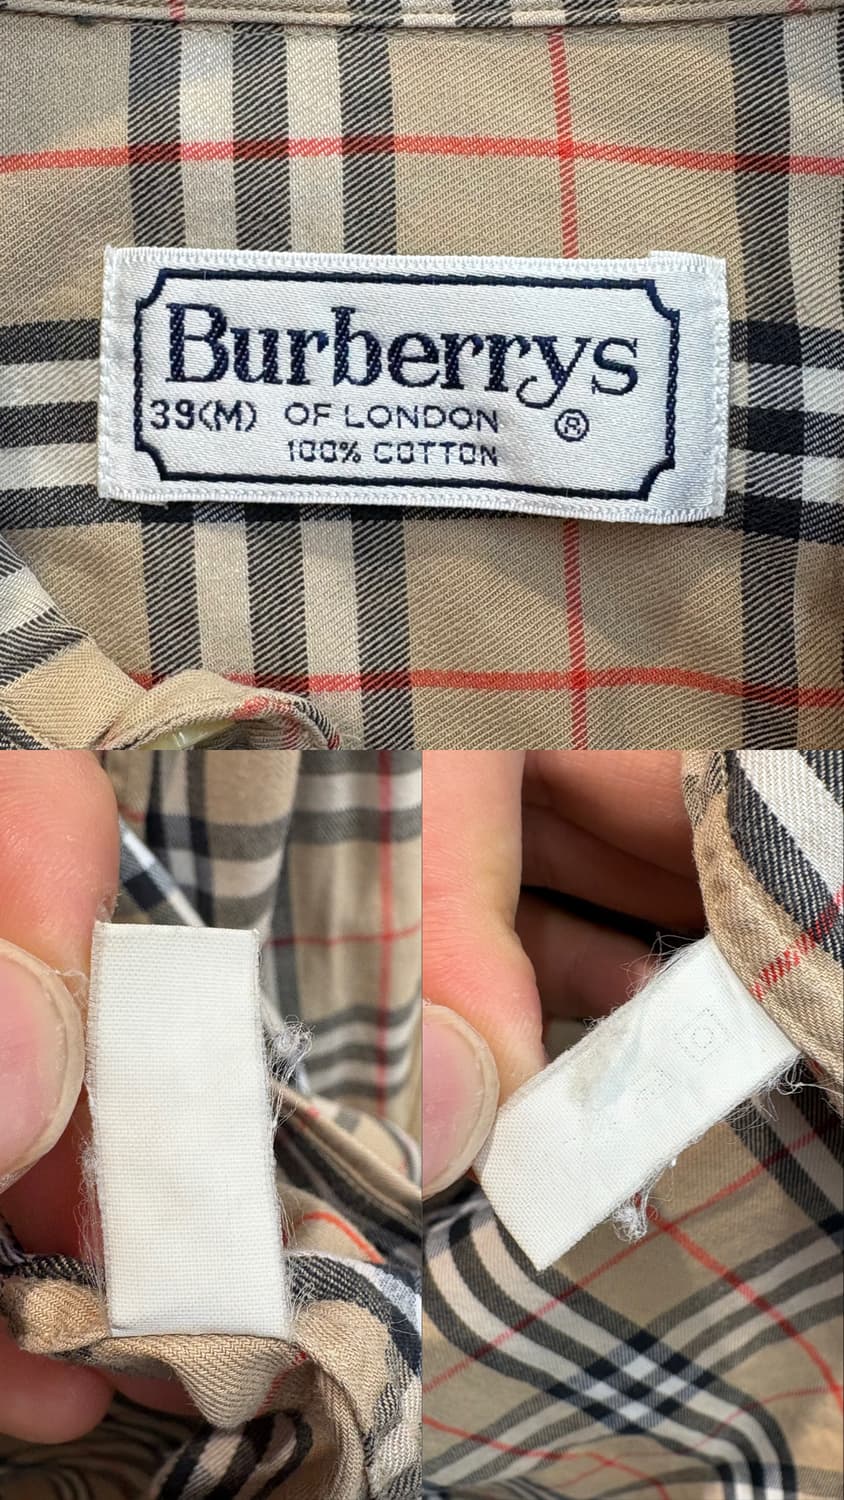 Burberrys
39(M) OF LONDON ®
100% COTTON